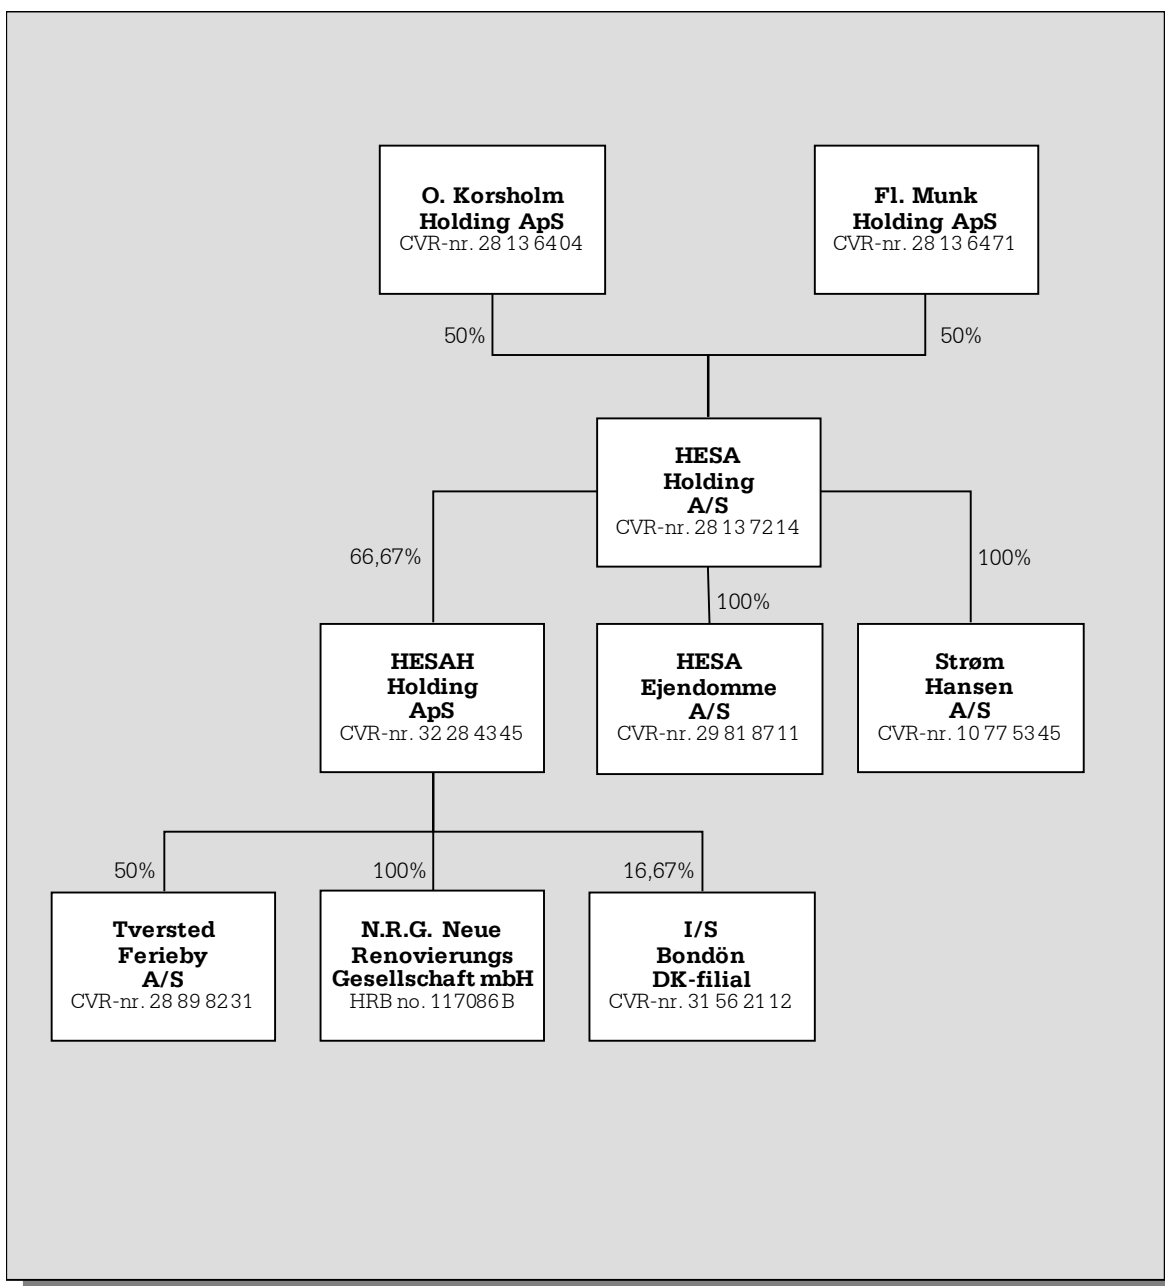 O. Korsholm
Holding ApS
CVR-nr. 28 13 64 04
Fl. Munk
Holding ApS
CVR-nr. 28 13 64 71
50%
50%
HESA
Holding
A/S
CVR-nr. 28 13 72 14
66,67%
100%
100%
HESAH
Holding
ApS
CVR-nr. 32 28 43 45
HESA
Ejendomme
A/S
CVR-nr. 29 81 87 11
Strøm
Hansen
A/S
CVR-nr. 10 77 53 45
50%
100%
16,67%
Tversted
Ferieby
A/S
CVR-nr. 28 89 82 31
N.R.G. Neue
Renovierungs
Gesellschaft mbH
HRB no. 117086 B
I/S
Bondön
DK-filial
CVR-nr. 31 56 21 12